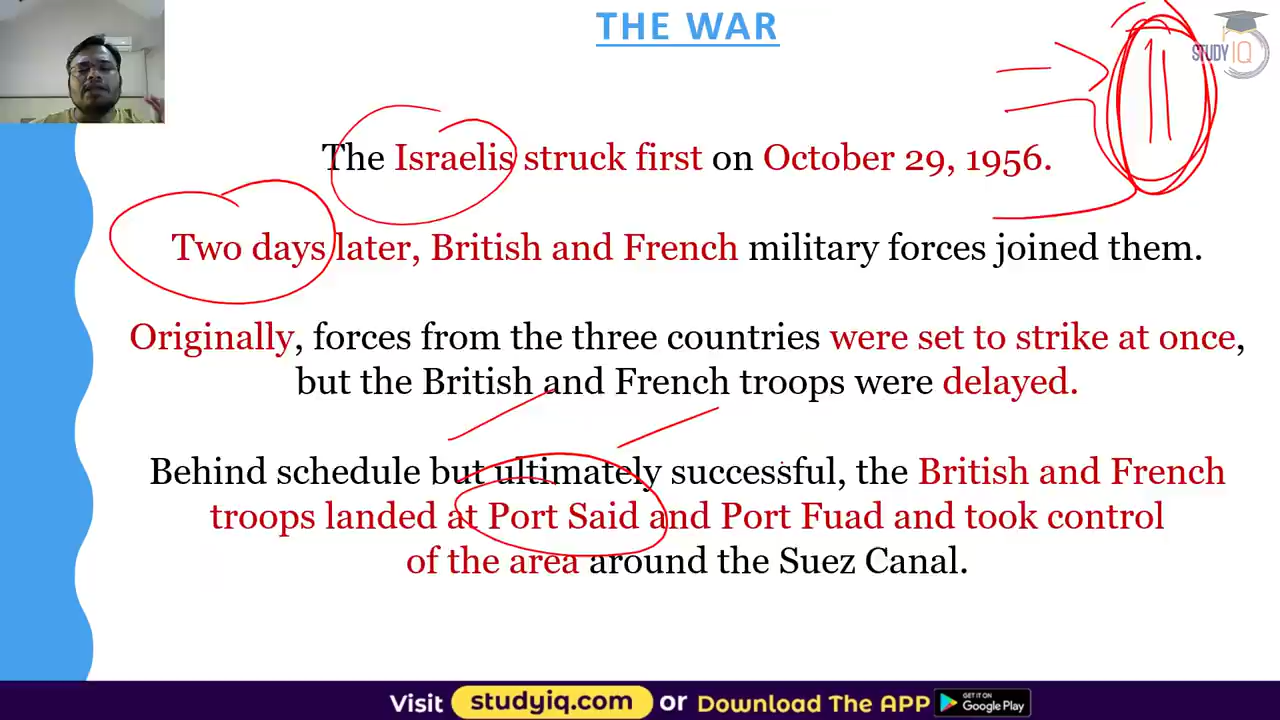 THE WAR
STUDY IQ
The Israelis struck first on October 29, 1956.
Two days later, British and French military forces joined them.
Originally, forces from the three countries were set to strike at once,
but the British and French troops were delayed.
Behind schedule but ultimately successful, the British and French
troops landed at Port Said and Port Fuad and took control
of the area around the Suez Canal.
Visit studyiq.com or Download The APP GET IT ON Google Play